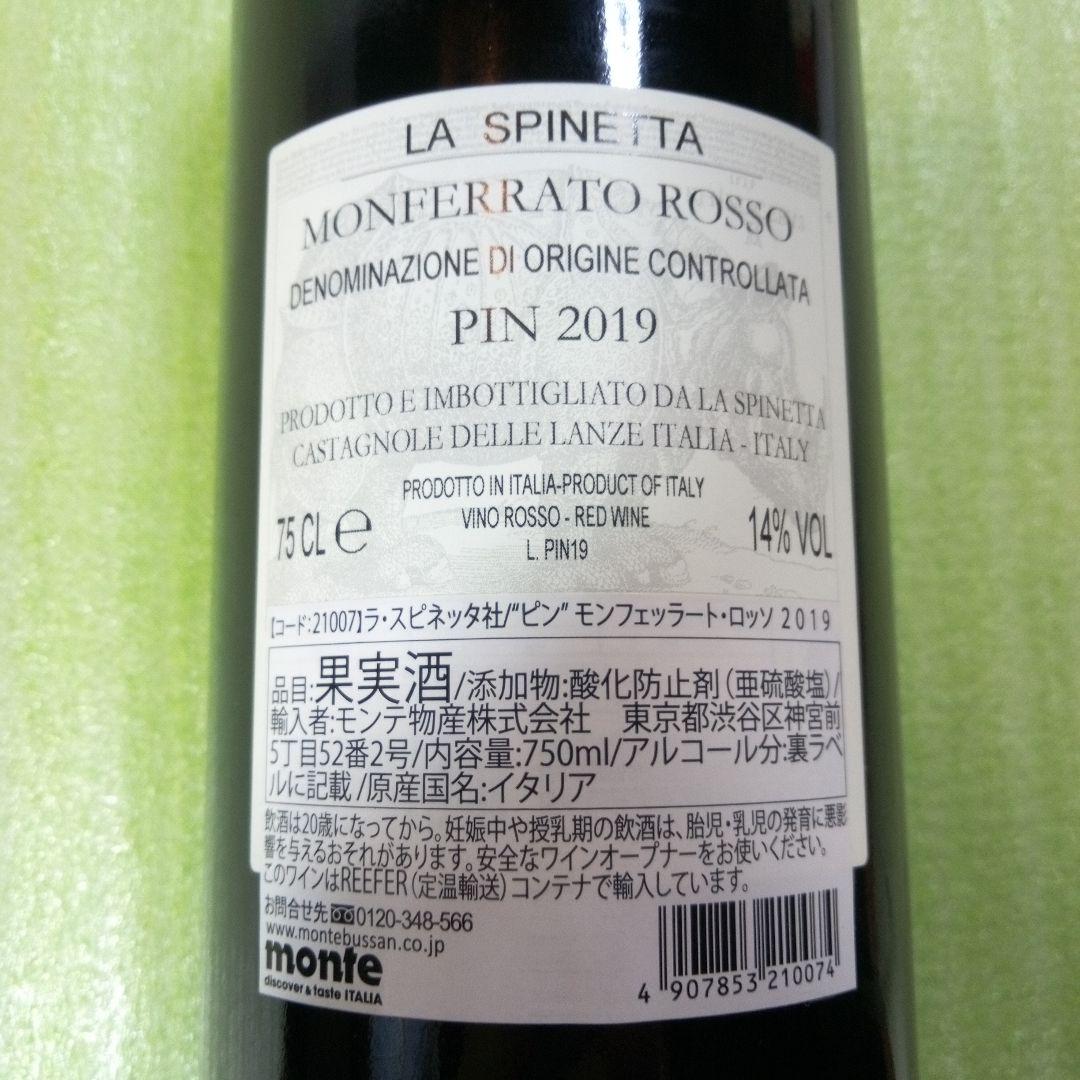 LA SPINETTA
MONFERRATO ROSSO
DENOMINAZIONE DI ORIGINE CONTROLLATA
PIN 2019
PRODOTTO E IMBOTTIGLIATO DA LA SPINETTA
CASTAGNOLE DELLE LANZE ITALIA - ITALY
PRODOTTO IN ITALIA-PRODUCT OF ITALY
75 CL e VINO ROSSO - RED WINE 14% VOL
L. PIN19
【コード:21007】ラ・スピネッタ社/“ピン” モンフェッラート・ロッソ 2019
品目:果実酒/添加物:酸化防止剤(亜硫酸塩)/
輸入者:モンテ物産株式会社 東京都渋谷区神宮前
5丁目52番2号/内容量:750ml/アルコール分:裏ラベ
ルに記載 /原産国名:イタリア
飲酒は20歳になってから。妊娠中や授乳期の飲酒は、胎児・乳児の発育に悪影
響を与えるおそれがあります。安全なワインオープナーをお使いください。
このワインはREEFER(定温輸送)コンテナで輸入しています。
お問合せ先 0120-348-566
www.montebussan.co.jp
monte
discover & taste ITALIA
4 907853 210074